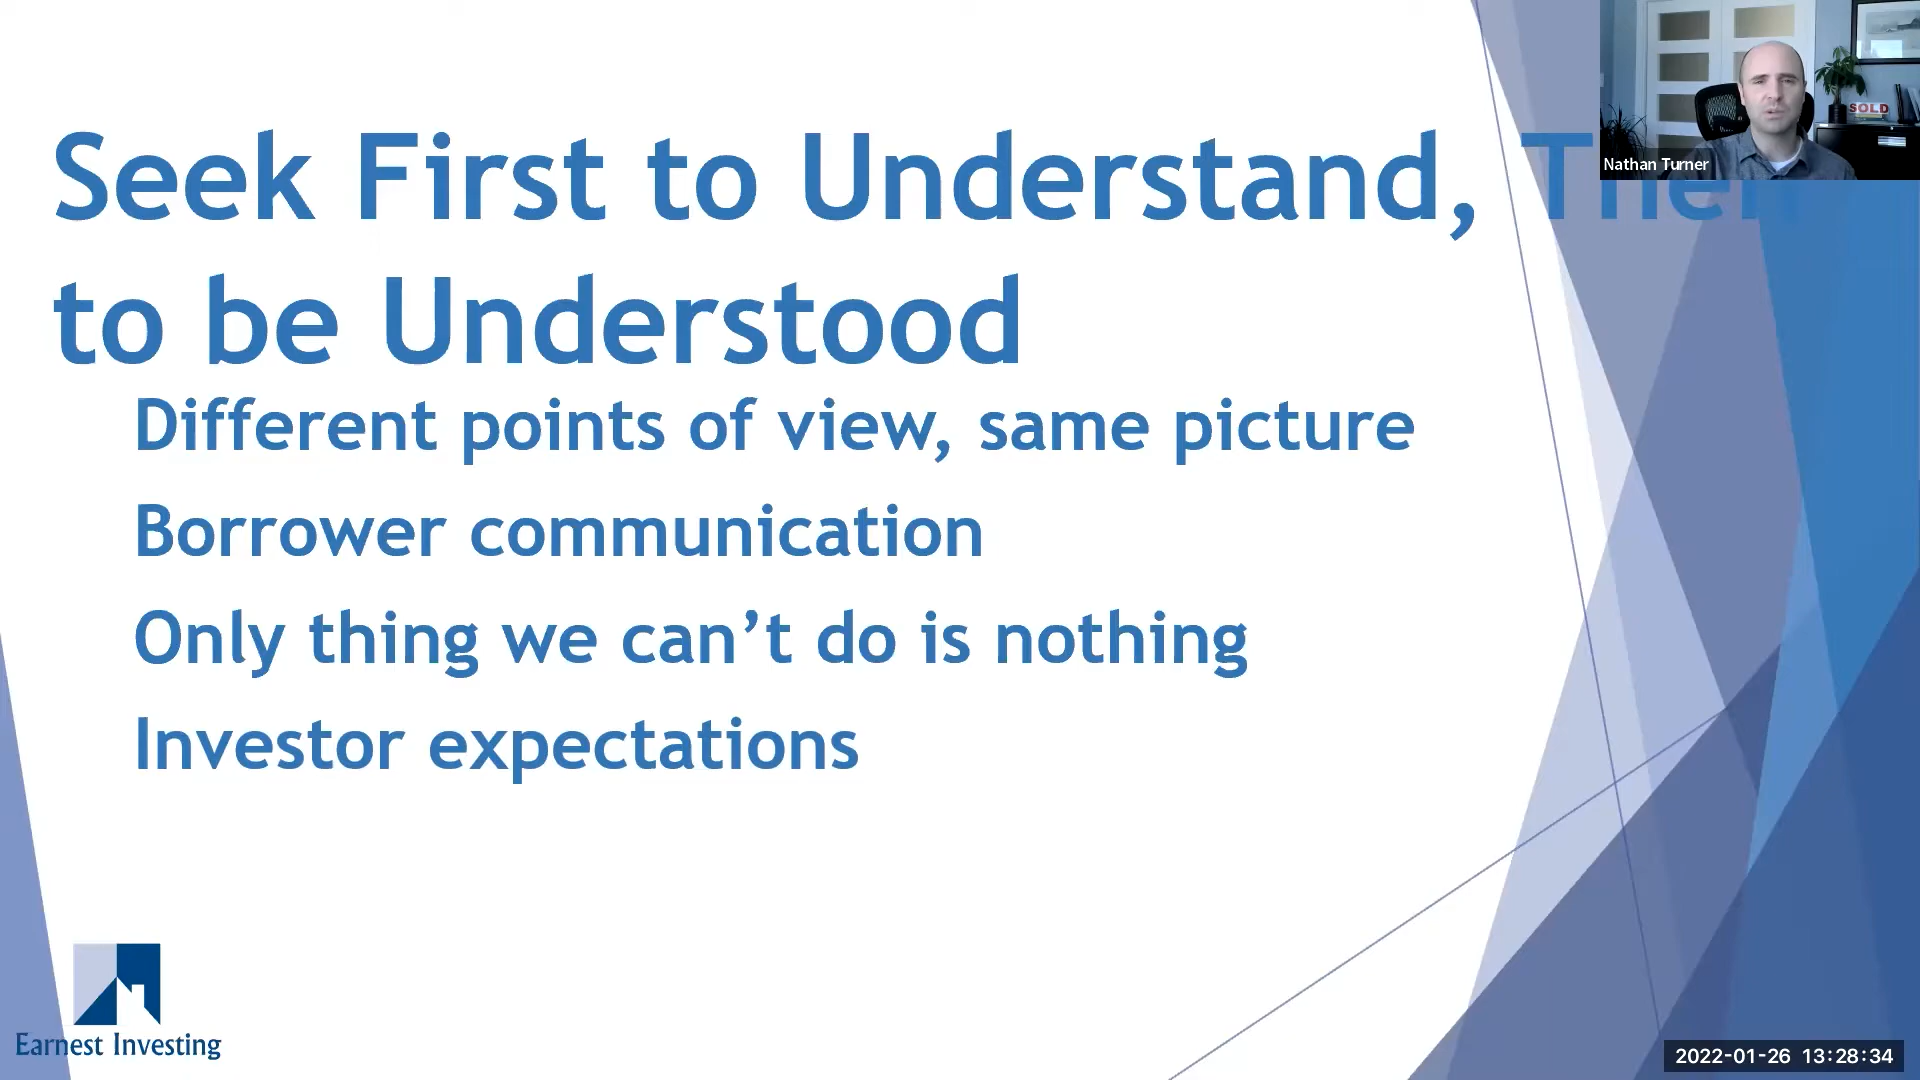 Seek First to Understand, Then
to be Understood
Different points of view, same picture
Borrower communication
Only thing we can’t do is nothing
Investor expectations
Nathan Turner
SOLD
Earnest Investing
2022-01-26 13:28:34